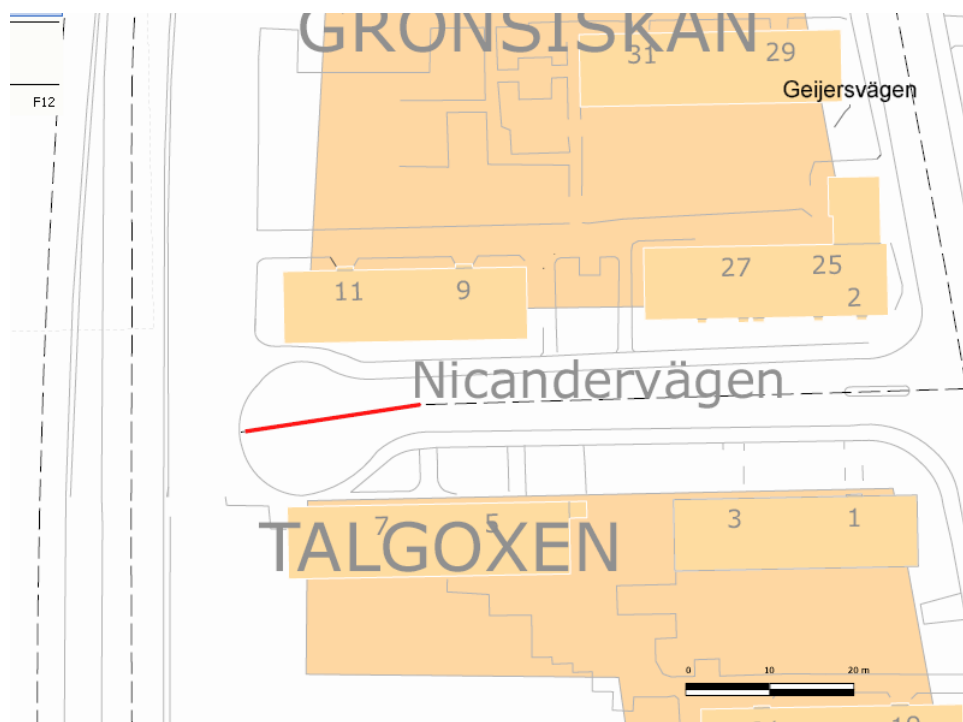 GRÖNSISKAN
31
29
Geijersvägen
F12
27
25
11
9
2
Nicandervägen
7
5
3
1
TALGOXEN
0
10
20 m